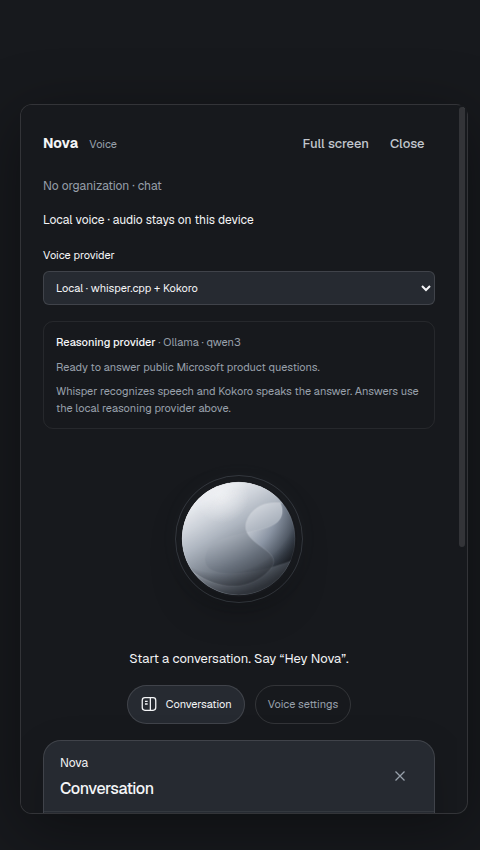 Nova Voice Full screen Close
No organization · chat
Local voice · audio stays on this device
Voice provider
Local · whisper.cpp + Kokoro
Reasoning provider · Ollama · qwen3
Ready to answer public Microsoft product questions.
Whisper recognizes speech and Kokoro speaks the answer. Answers use
the local reasoning provider above.
Start a conversation. Say “Hey Nova”.
Conversation Voice settings
Nova
Conversation